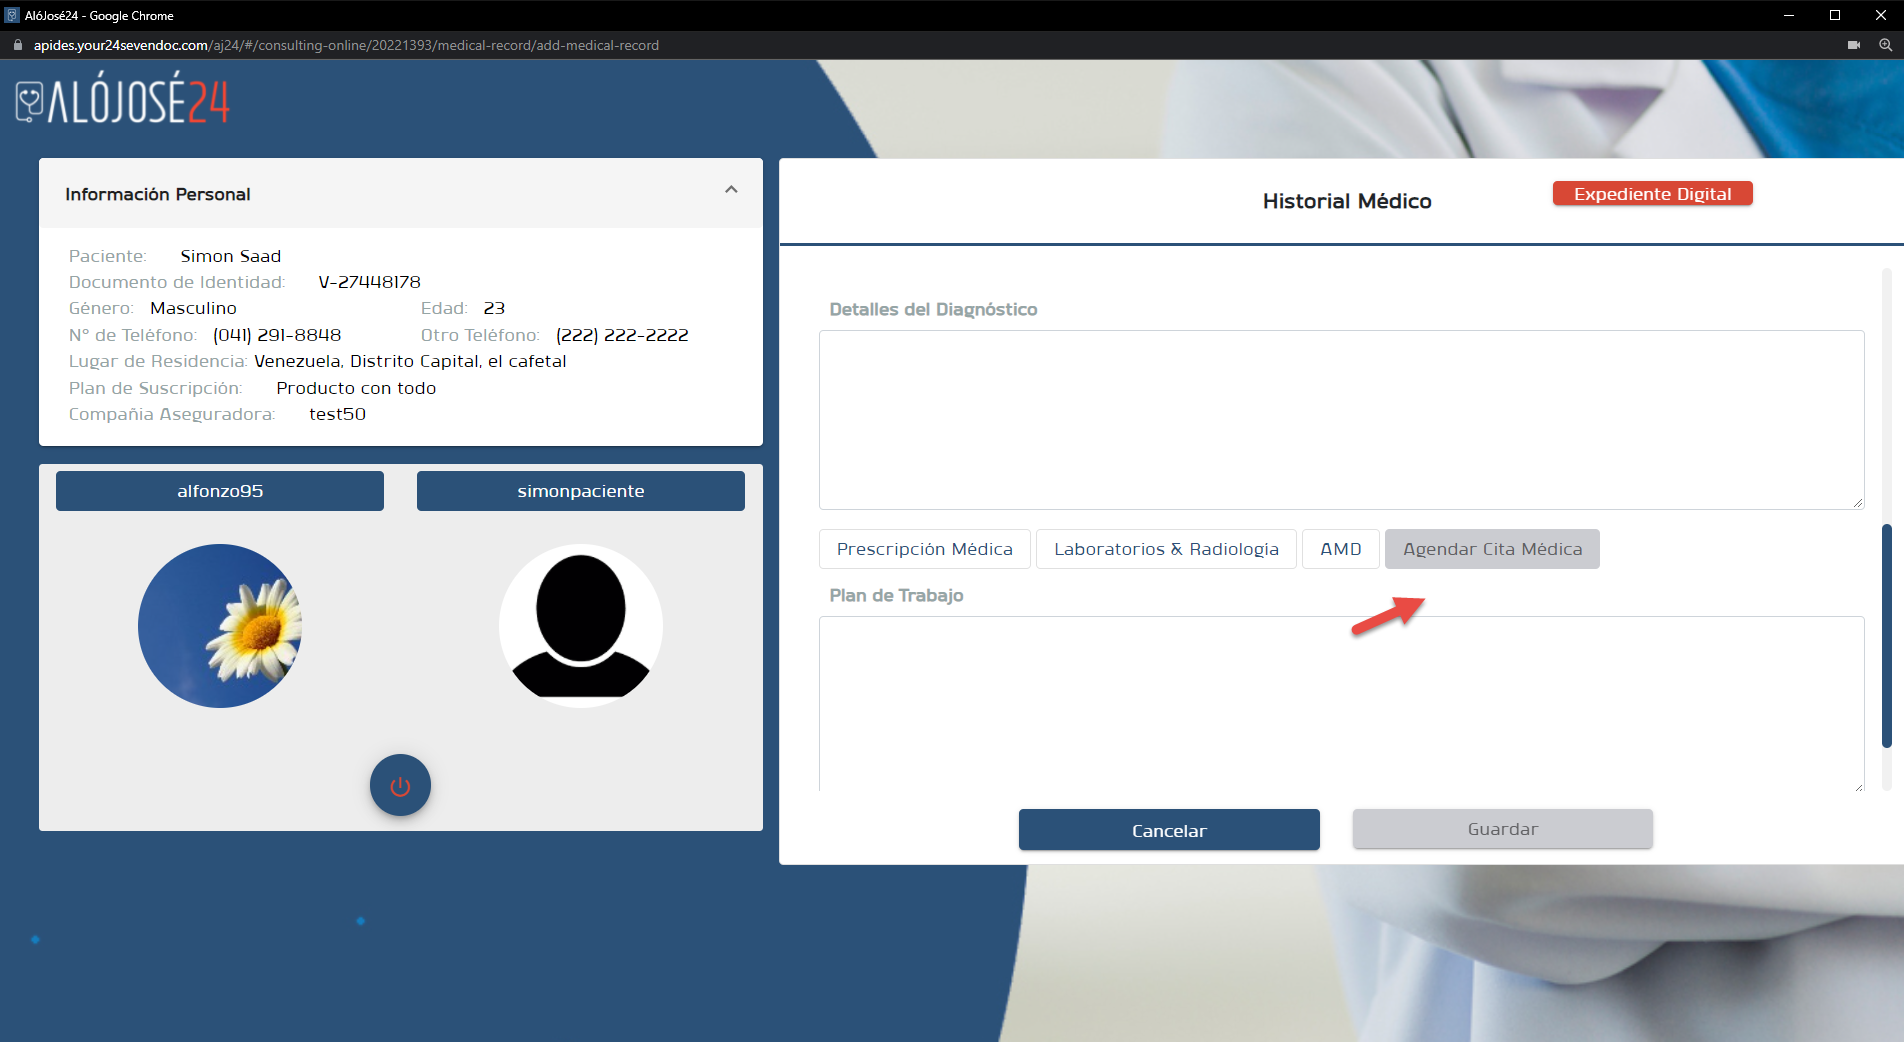 AlóJosé24 - Google Chrome
apides.your24sevendoc.com/aj24/#/consulting-online/20221393/medical-record/add-medical-record
ALÓJOSÉ24
Información Personal
Paciente: Simon Saad
Documento de Identidad: V-27448178
Género: Masculino Edad: 23
N° de Teléfono: (041) 291-8848 Otro Teléfono: (222) 222-2222
Lugar de Residencia: Venezuela, Distrito Capital, el cafetal
Plan de Suscripción: Producto con todo
Compañia Aseguradora: test50
alfonzo95 simonpaciente
Historial Médico
Expediente Digital
Detalles del Diagnóstico
Prescripción Médica Laboratorios & Radiología AMD Agendar Cita Médica
Plan de Trabajo
Cancelar Guardar